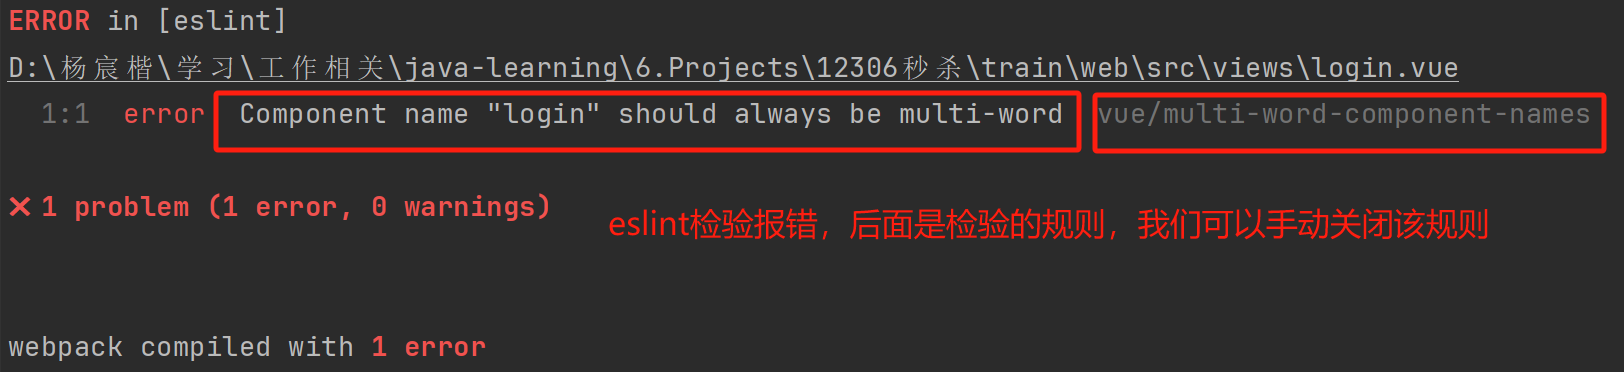 ERROR in [eslint]
D:\杨宸楷\学习\工作相关\java-learning\6.Projects\12306秒杀\train\web\src\views\login.vue
1:1 error Component name "login" should always be multi-word vue/multi-word-component-names
✕ 1 problem (1 error, 0 warnings)
eslint检验报错，后面是检验的规则，我们可以手动关闭该规则
webpack compiled with 1 error